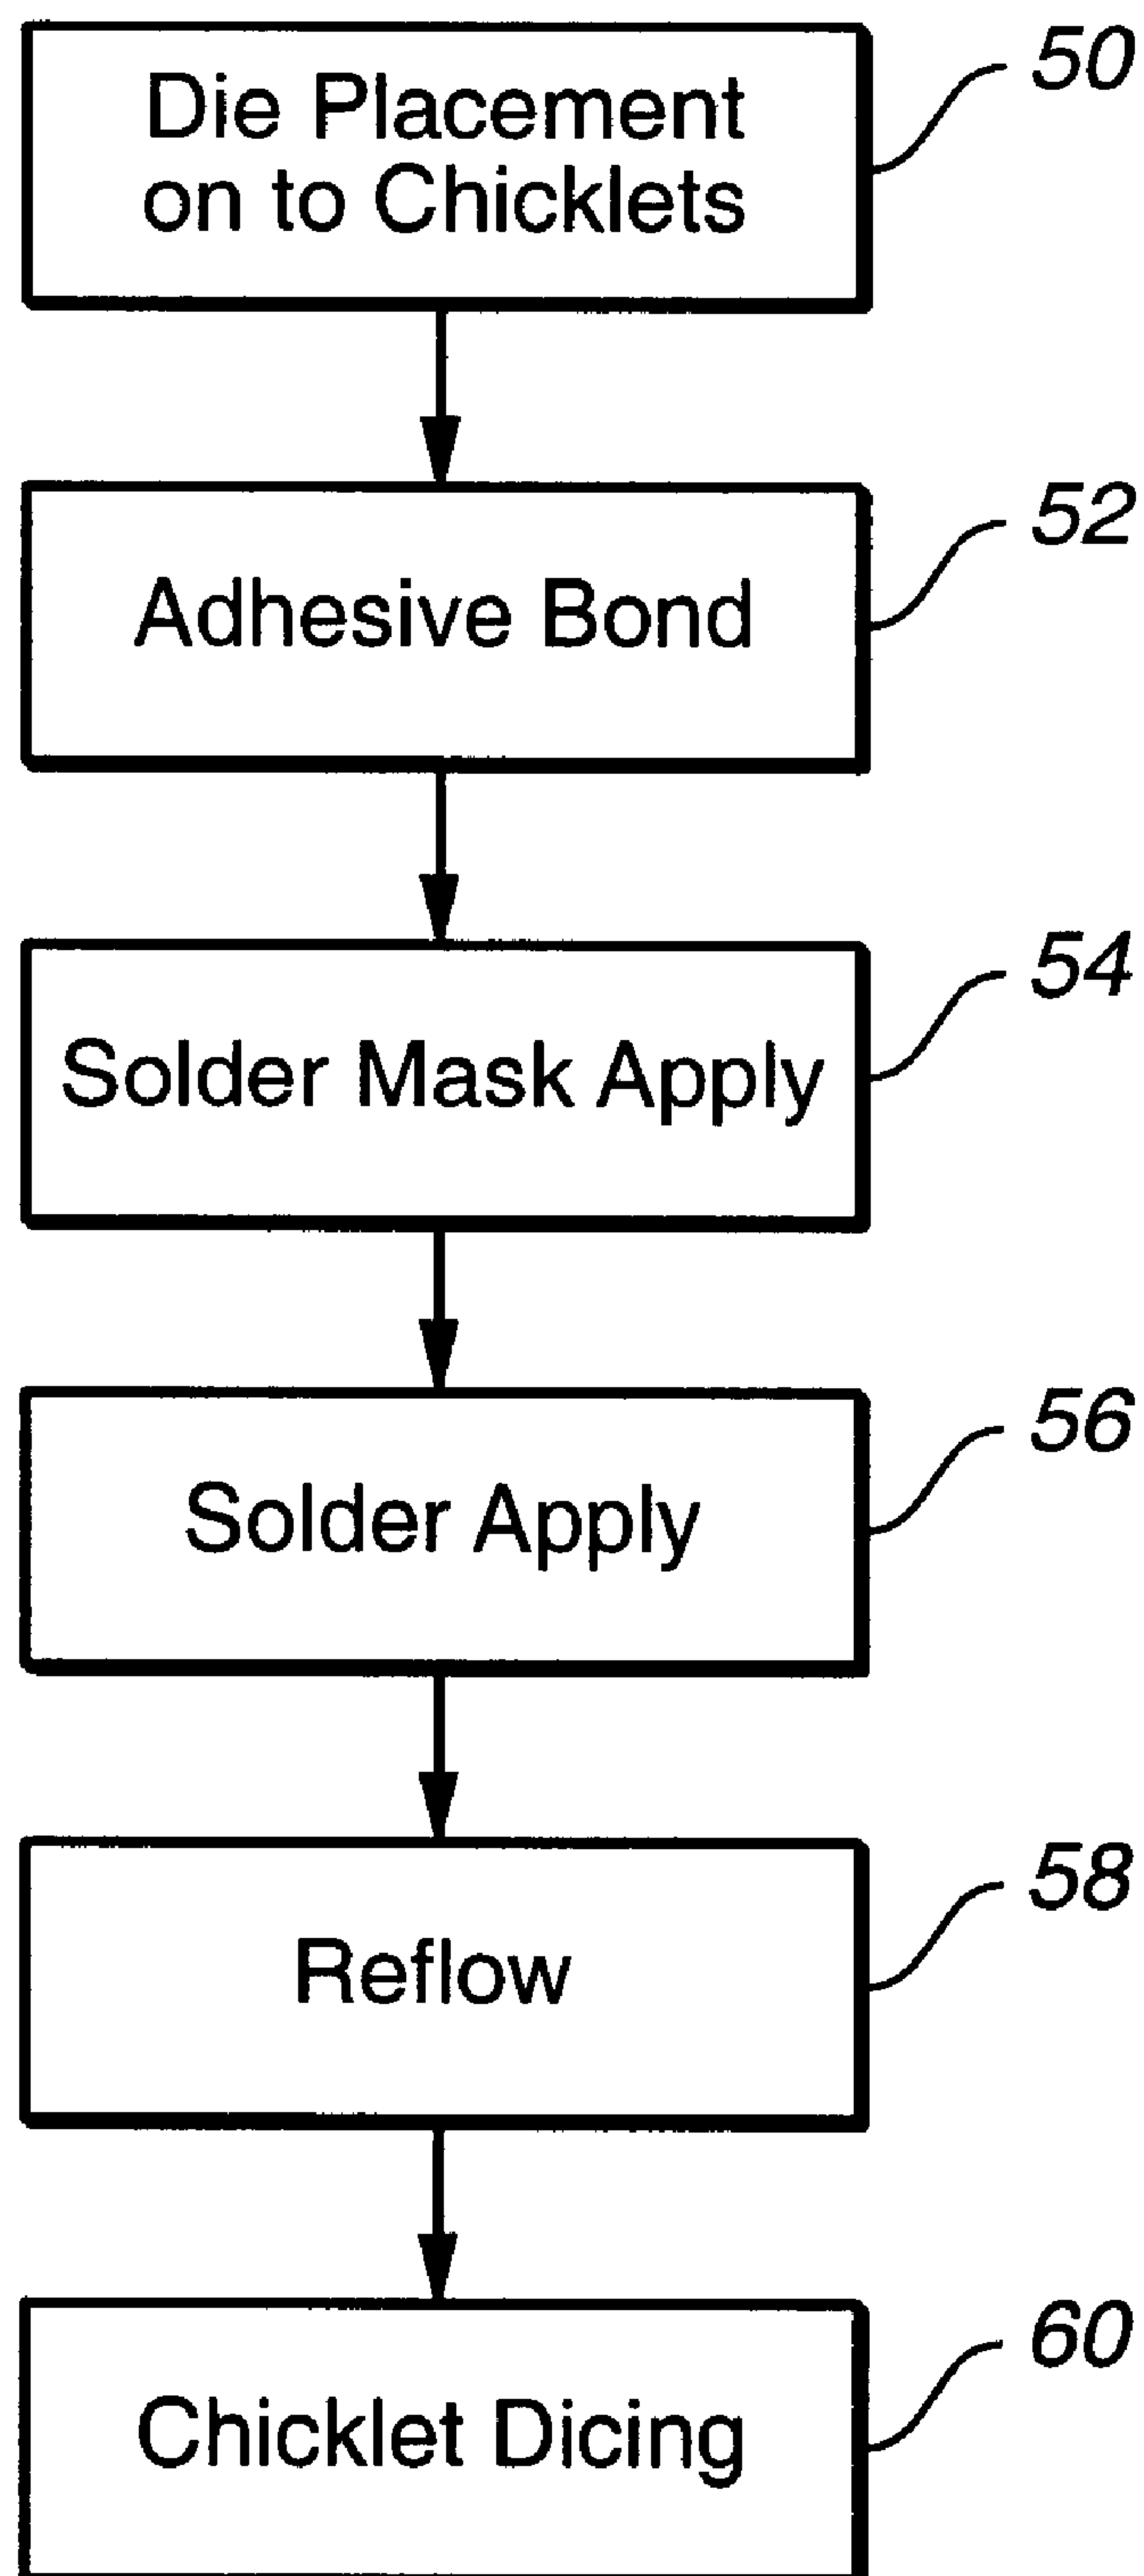 Die Placement
on to Chicklets
50
Adhesive Bond
52
Solder Mask Apply
54
Solder Apply
56
Reflow
58
Chicklet Dicing
60